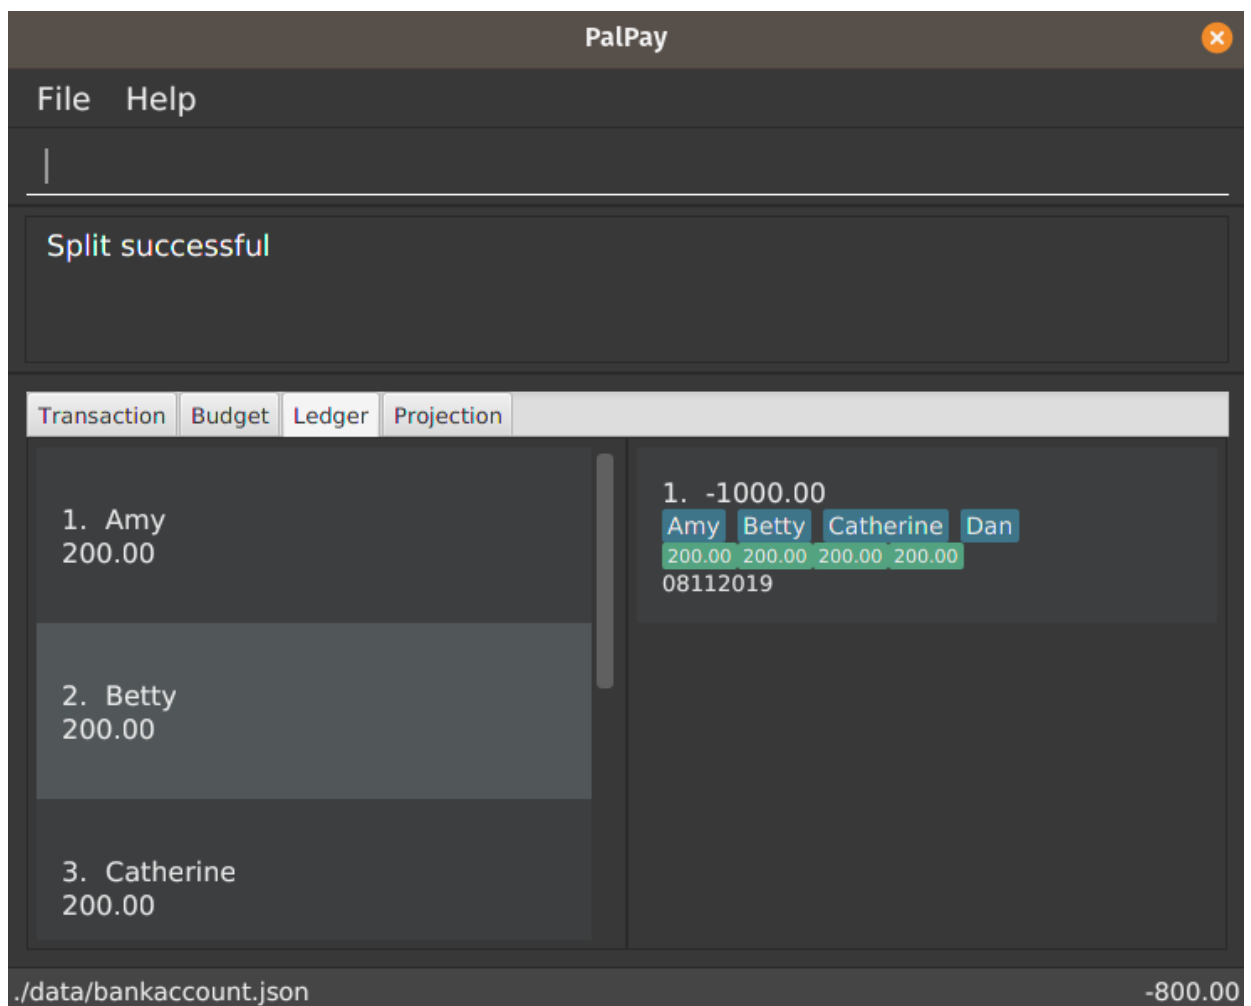 PalPay
File Help
Split successful
Transaction Budget Ledger Projection
1. Amy
200.00
2. Betty
200.00
3. Catherine
200.00
1. -1000.00
Amy Betty Catherine Dan
200.00 200.00 200.00 200.00
08112019
./data/bankaccount.json -800.00